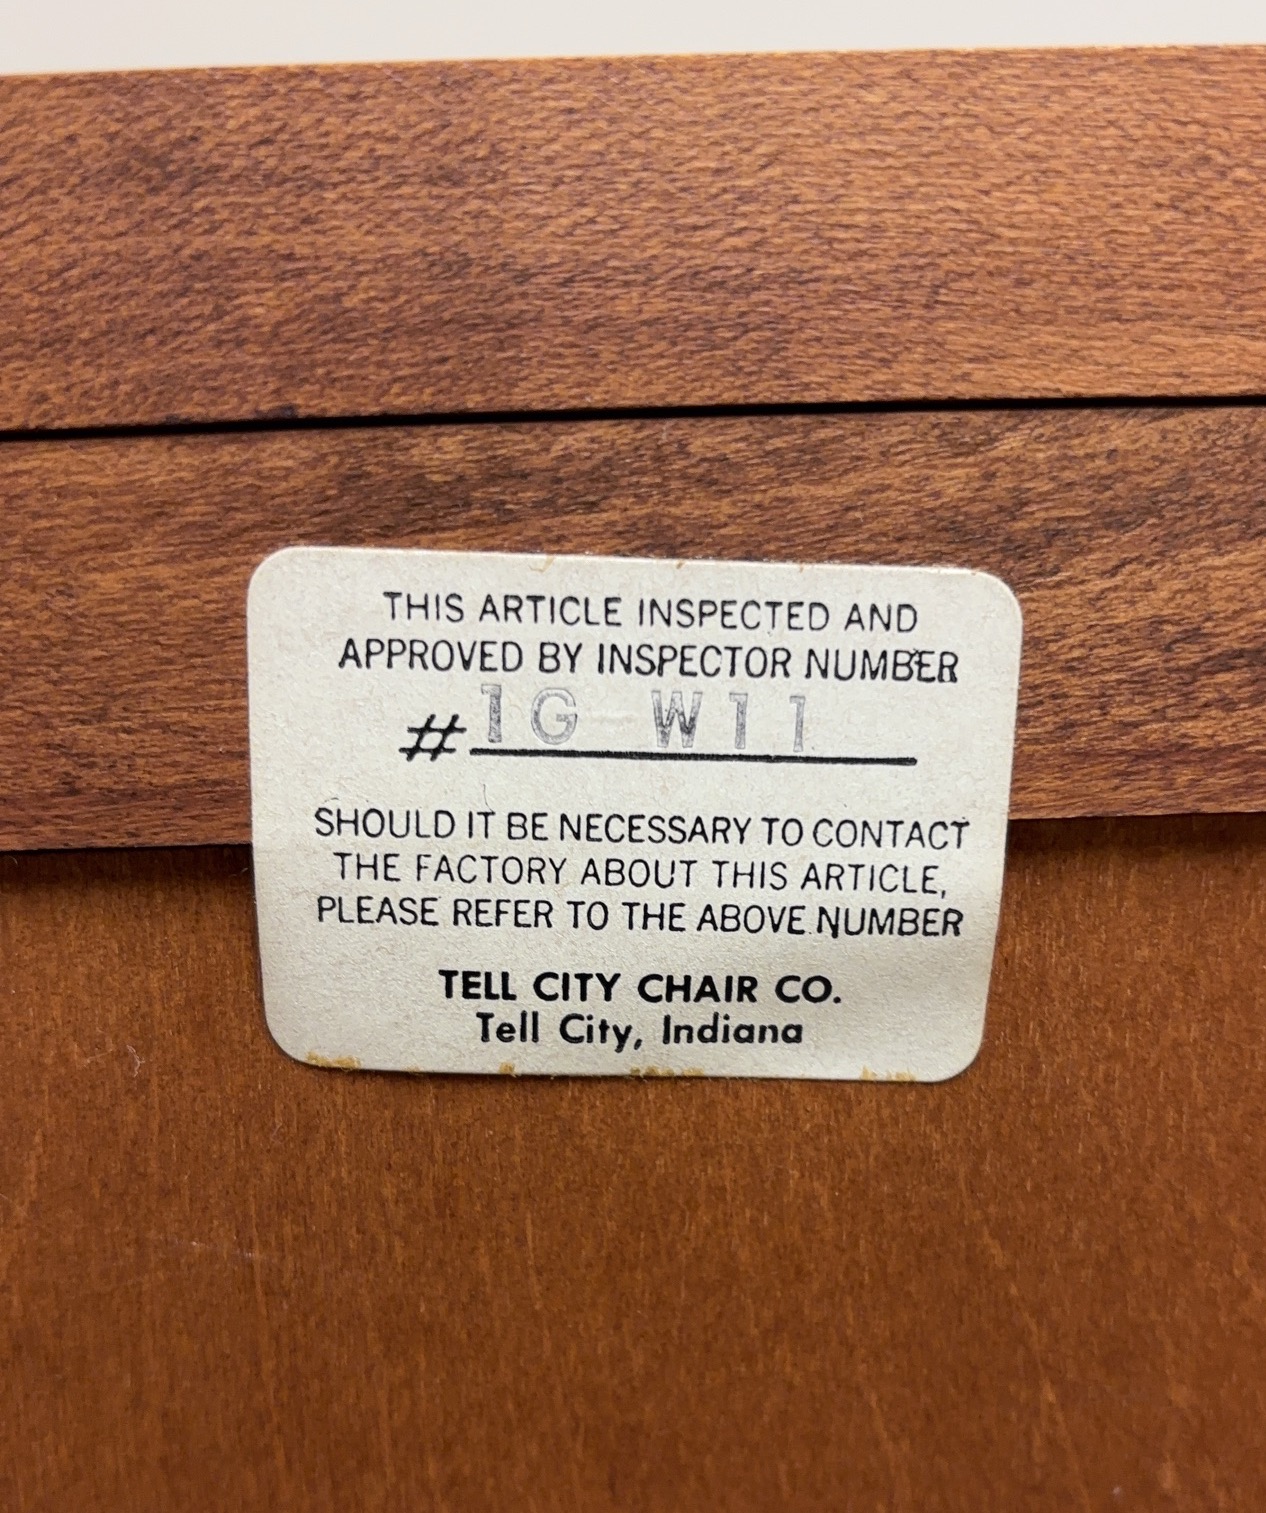 THIS ARTICLE INSPECTED AND
APPROVED BY INSPECTOR NUMBER
# 1G W11
SHOULD IT BE NECESSARY TO CONTACT
THE FACTORY ABOUT THIS ARTICLE,
PLEASE REFER TO THE ABOVE NUMBER
TELL CITY CHAIR CO.
Tell City, Indiana